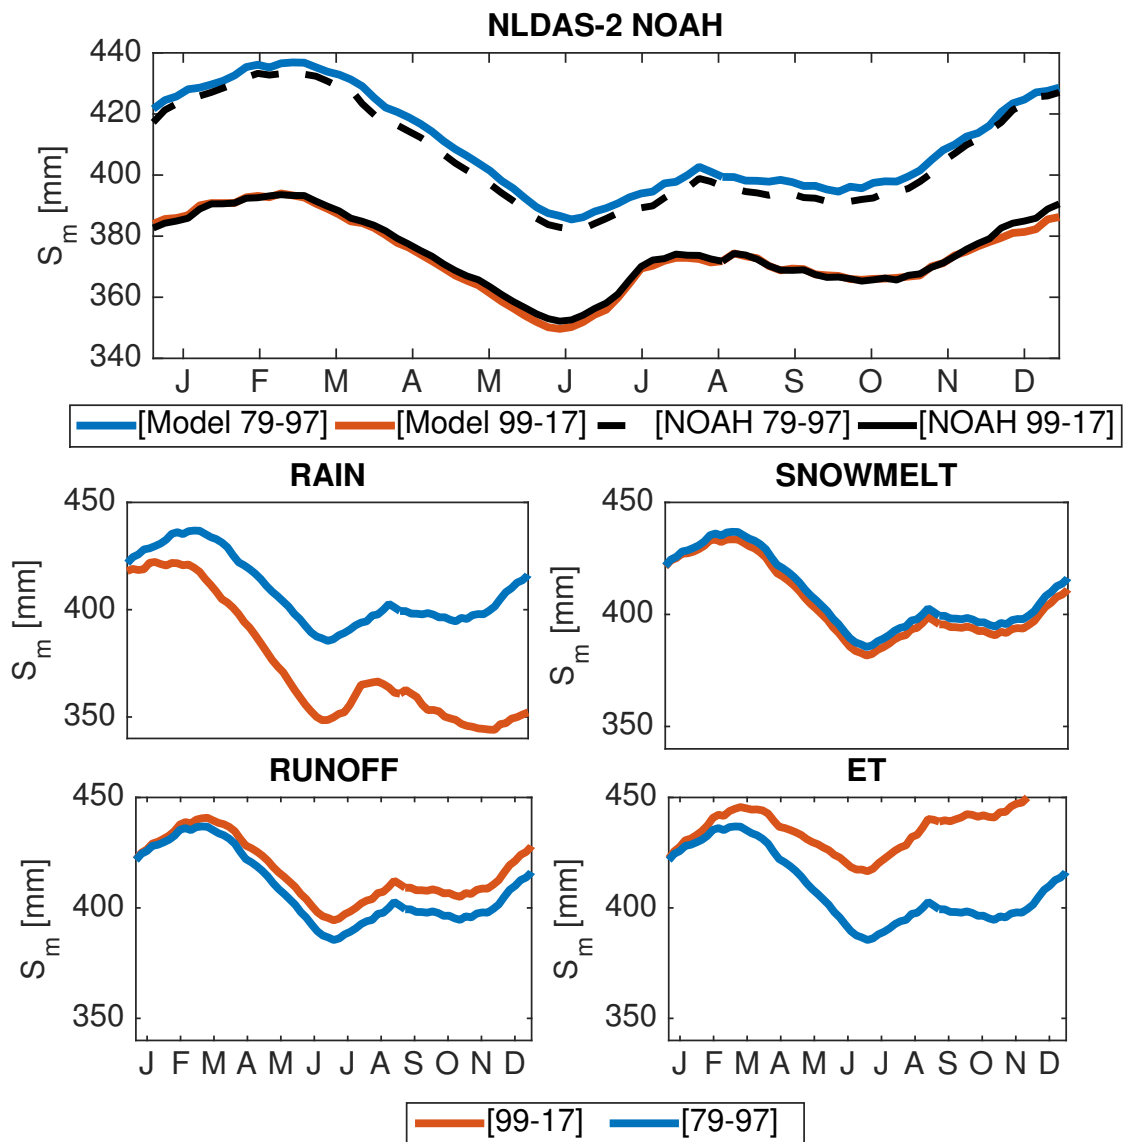 NLDAS-2 NOAH
440
420
400
380
360
340
S_m [mm]
J F M A M J J A S O N D
[Model 79-97] [Model 99-17] [NOAH 79-97] [NOAH 99-17]
RAIN
450
400
350
S_m [mm]
SNOWMELT
450
400
350
S_m [mm]
RUNOFF
450
400
350
S_m [mm]
J F M A M J J A S O N D
ET
450
400
350
S_m [mm]
J F M A M J J A S O N D
[99-17] [79-97]